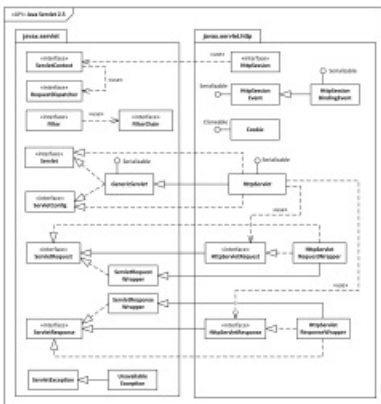 «API» Java Servlet 2.5
javax.servlet
javax.servlet.http
«interface»
ServletContext
«interface»
HttpSession
«use»
«interface»
RequestDispatcher
«use»
Serializable
HttpSession
Event
Serializable
HttpSession
BindingEvent
«interface»
Filter
«use»
«interface»
FilterChain
Cloneable
Cookie
«interface»
Servlet
Serializable
GenericServlet
Serializable
HttpServlet
«interface»
ServletConfig
«use»
«interface»
ServletRequest
«interface»
HttpServletRequest
HttpServlet
RequestWrapper
ServletRequest
Wrapper
«use»
ServletResponse
Wrapper
«interface»
ServletResponse
«interface»
HttpServletResponse
HttpServlet
ResponseWrapper
ServletException
Unavailable
Exception